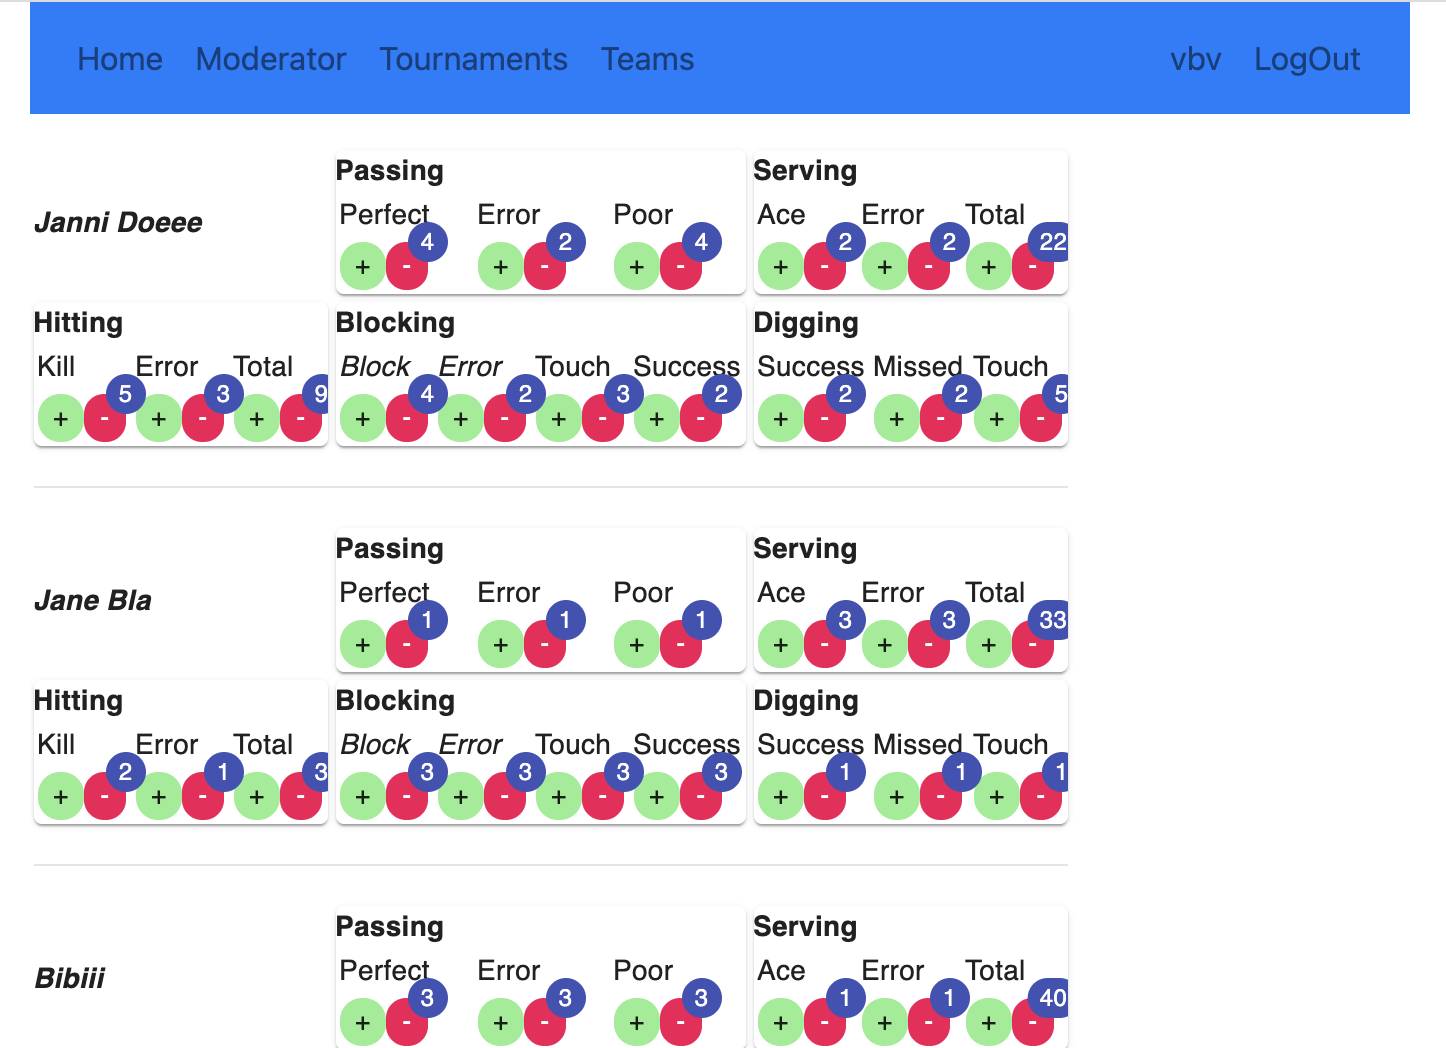 Home Moderator Tournaments Teams vbv LogOut
Passing Serving
Janni Doeee
Perfect Error Poor Ace Error Total
4 2 4 2 2 22
+ - + - + - + - + - + -
Hitting Blocking Digging
Kill Error Total Block Error Touch Success Success Missed Touch
5 3 9 4 2 3 2 2 2 5
+ - + - + - + - + - + - + - + - + - + -
Passing Serving
Jane Bla
Perfect Error Poor Ace Error Total
1 1 1 3 3 33
+ - + - + - + - + - + -
Hitting Blocking Digging
Kill Error Total Block Error Touch Success Success Missed Touch
2 1 3 3 3 3 3 1 1 1
+ - + - + - + - + - + - + - + - + - + -
Passing Serving
Bibiii
Perfect Error Poor Ace Error Total
3 3 3 1 1 40
+ - + - + - + - + - + -